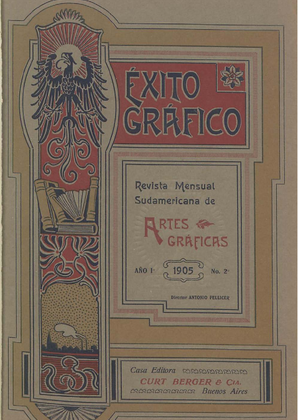 ÉXITO
GRÁFICO
Revista Mensual
Sudamericana de
ARTES
GRÁFICAS
AÑO I
1905
No. 2
Director ANTONIO PELLICER
Casa Editora
CURT BERGER & Cía.
Buenos Aires